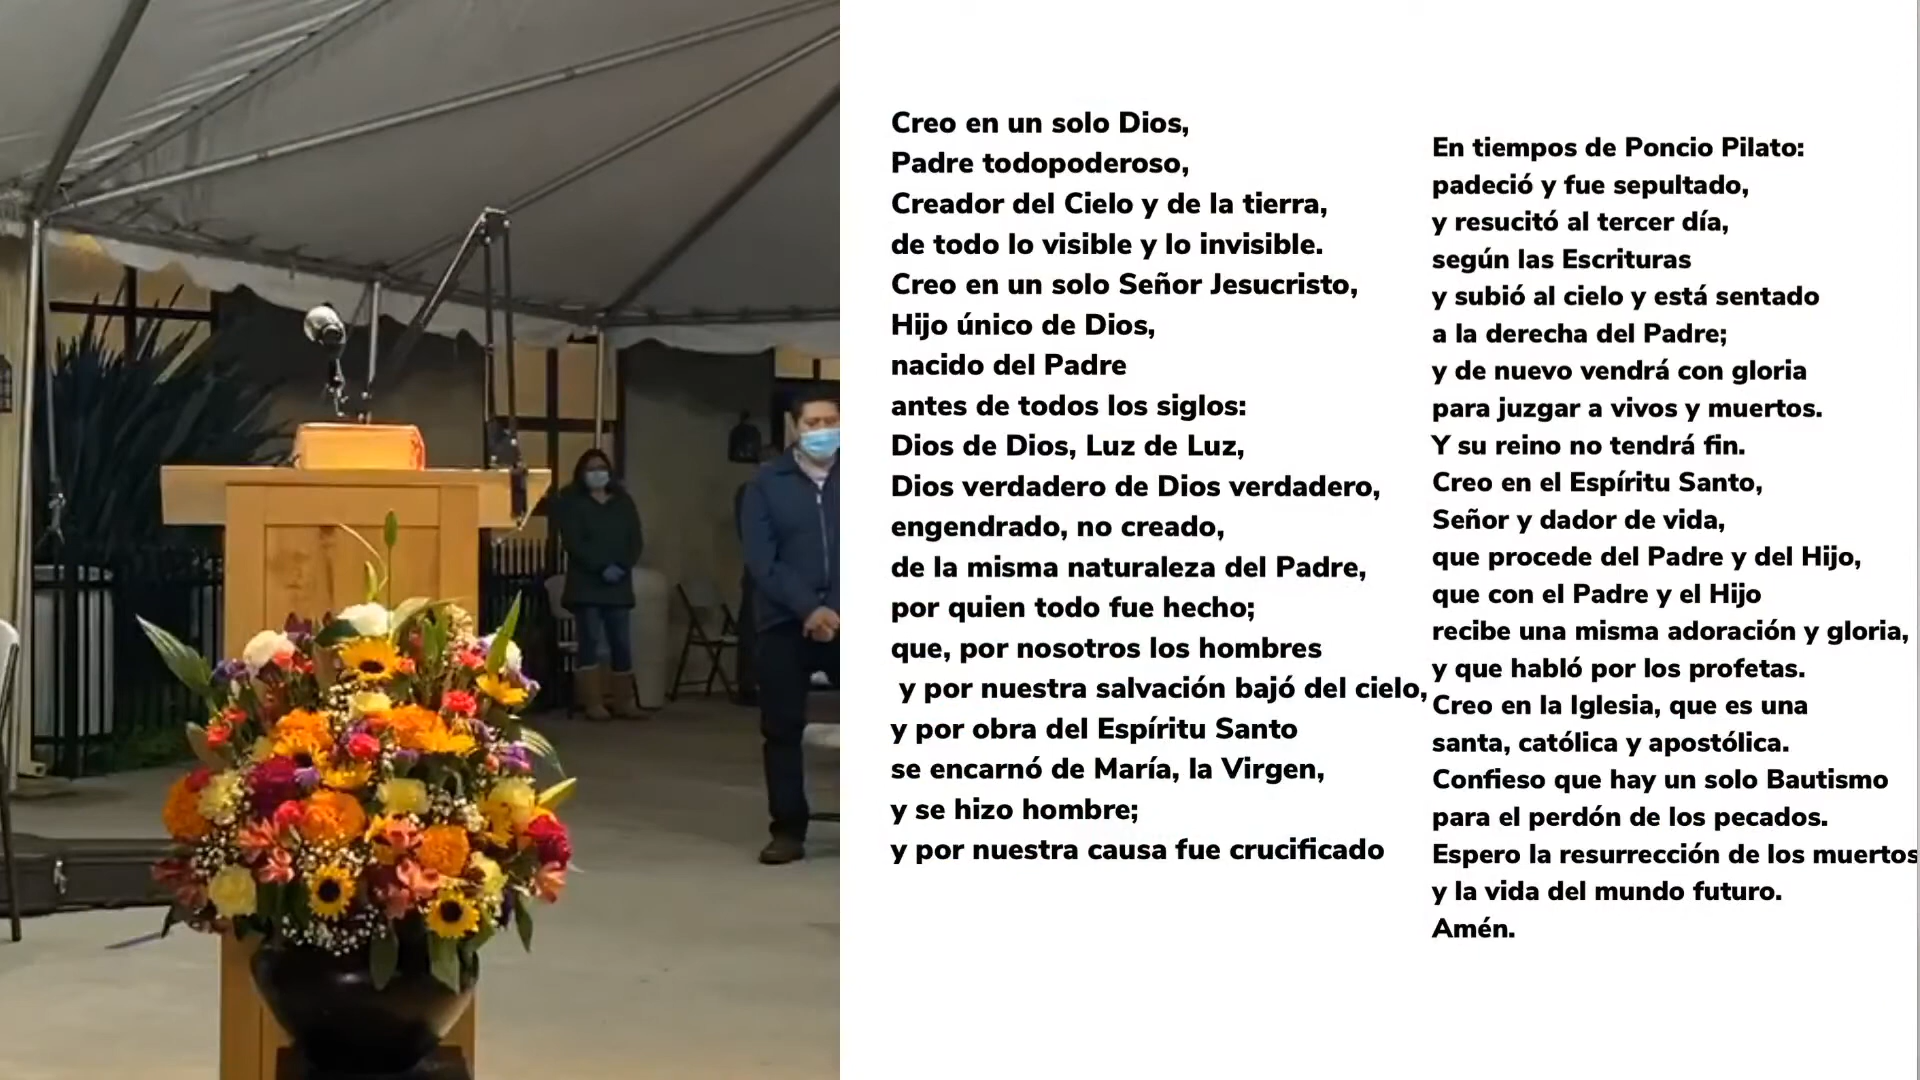 Creo en un solo Dios,
Padre todopoderoso,
Creador del Cielo y de la tierra,
de todo lo visible y lo invisible.
Creo en un solo Señor Jesucristo,
Hijo único de Dios,
nacido del Padre
antes de todos los siglos:
Dios de Dios, Luz de Luz,
Dios verdadero de Dios verdadero,
engendrado, no creado,
de la misma naturaleza del Padre,
por quien todo fue hecho;
que, por nosotros los hombres
y por nuestra salvación bajó del cielo,
y por obra del Espíritu Santo
se encarnó de María, la Virgen,
y se hizo hombre;
y por nuestra causa fue crucificado
En tiempos de Poncio Pilato:
padeció y fue sepultado,
y resucitó al tercer día,
según las Escrituras
y subió al cielo y está sentado
a la derecha del Padre;
y de nuevo vendrá con gloria
para juzgar a vivos y muertos.
Y su reino no tendrá fin.
Creo en el Espíritu Santo,
Señor y dador de vida,
que procede del Padre y del Hijo,
que con el Padre y el Hijo
recibe una misma adoración y gloria,
y que habló por los profetas.
Creo en la Iglesia, que es una
santa, católica y apostólica.
Confieso que hay un solo Bautismo
para el perdón de los pecados.
Espero la resurrección de los muertos
y la vida del mundo futuro.
Amén.